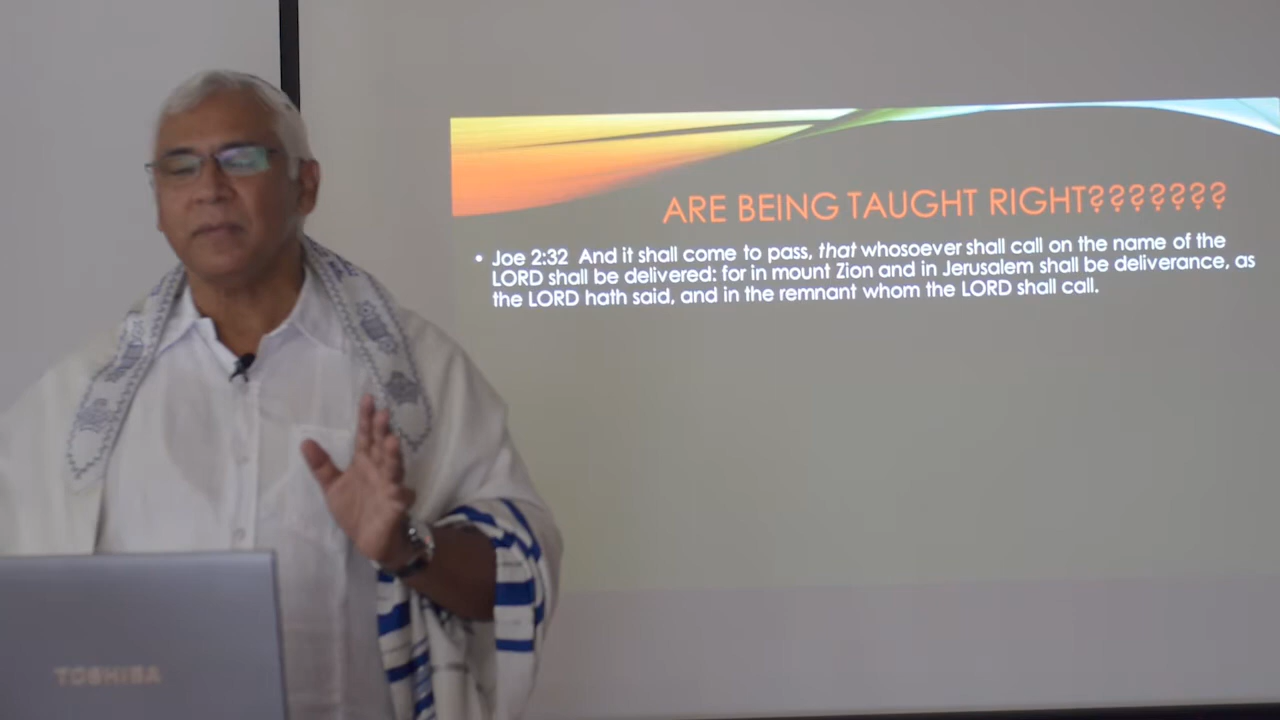 ARE BEING TAUGHT RIGHT???????
• Joe 2:32 And it shall come to pass, that whosoever shall call on the name of the
LORD shall be delivered: for in mount Zion and in Jerusalem shall be deliverance, as
the LORD hath said, and in the remnant whom the LORD shall call.
TOSHIBA